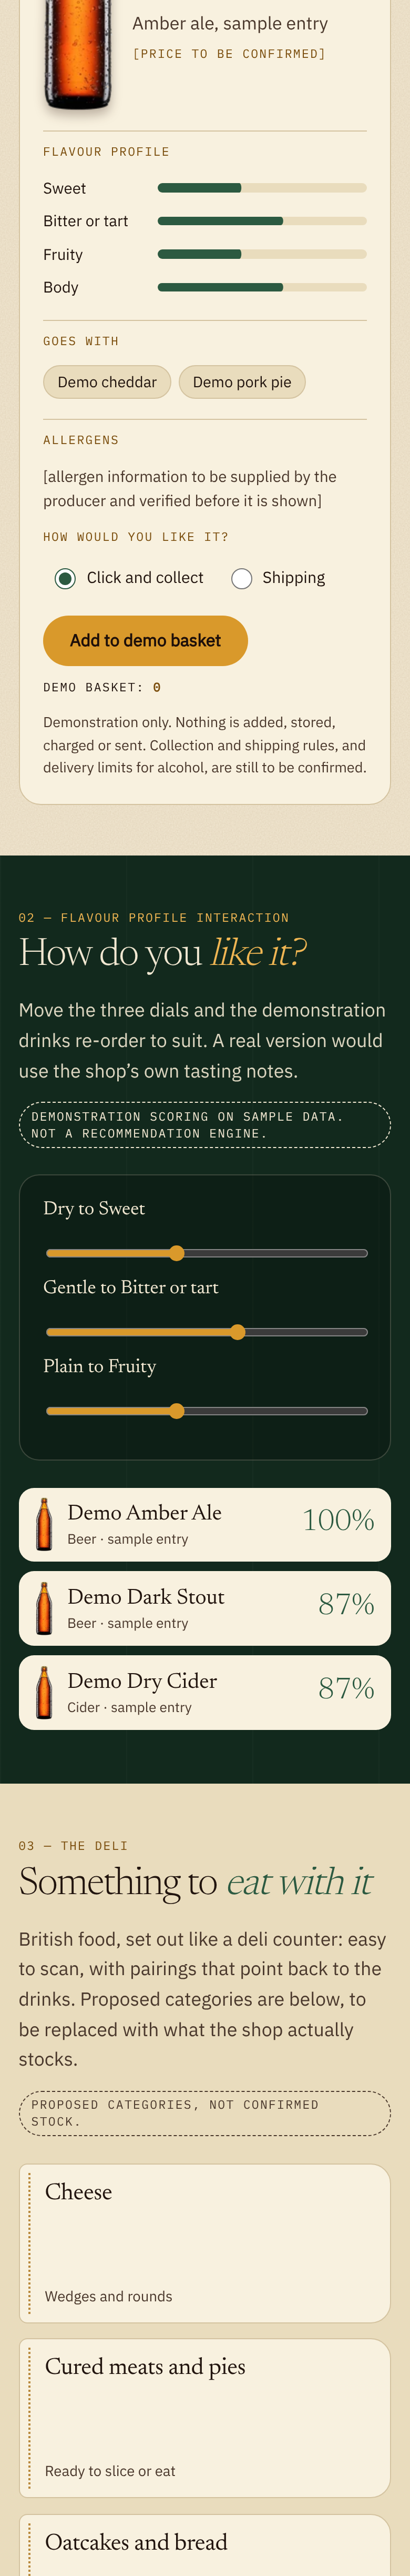 Amber ale, sample entry
[PRICE TO BE CONFIRMED]
FLAVOUR PROFILE
Sweet
Bitter or tart
Fruity
Body
GOES WITH
Demo cheddar
Demo pork pie
ALLERGENS
[allergen information to be supplied by the
producer and verified before it is shown]
HOW WOULD YOU LIKE IT?
Click and collect
Shipping
Add to demo basket
DEMO BASKET: 0
Demonstration only. Nothing is added, stored,
charged or sent. Collection and shipping rules, and
delivery limits for alcohol, are still to be confirmed.
02 — FLAVOUR PROFILE INTERACTION
How do you like it?
Move the three dials and the demonstration
drinks re-order to suit. A real version would
use the shop’s own tasting notes.
DEMONSTRATION SCORING ON SAMPLE DATA.
NOT A RECOMMENDATION ENGINE.
Dry to Sweet
Gentle to Bitter or tart
Plain to Fruity
Demo Amber Ale
Beer · sample entry
100%
Demo Dark Stout
Beer · sample entry
87%
Demo Dry Cider
Cider · sample entry
87%
03 — THE DELI
Something to eat with it
British food, set out like a deli counter: easy
to scan, with pairings that point back to the
drinks. Proposed categories are below, to
be replaced with what the shop actually
stocks.
PROPOSED CATEGORIES, NOT CONFIRMED
STOCK.
Cheese
Wedges and rounds
Cured meats and pies
Ready to slice or eat
Oatcakes and bread